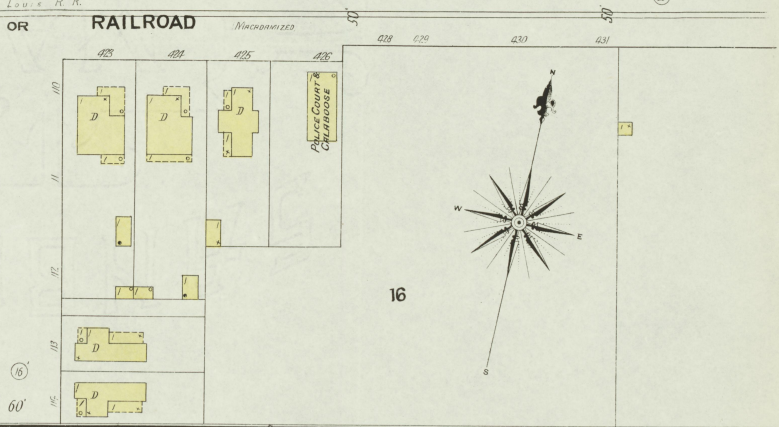 Louis R. R.
OR RAILROAD MACADAMIZED 50' 50'
423 424 425 426 428 429 430 431
110
D D
POLICE COURT &
CALABOOSE
N
W E
S
111
112
16
113
D
16'
60'
D